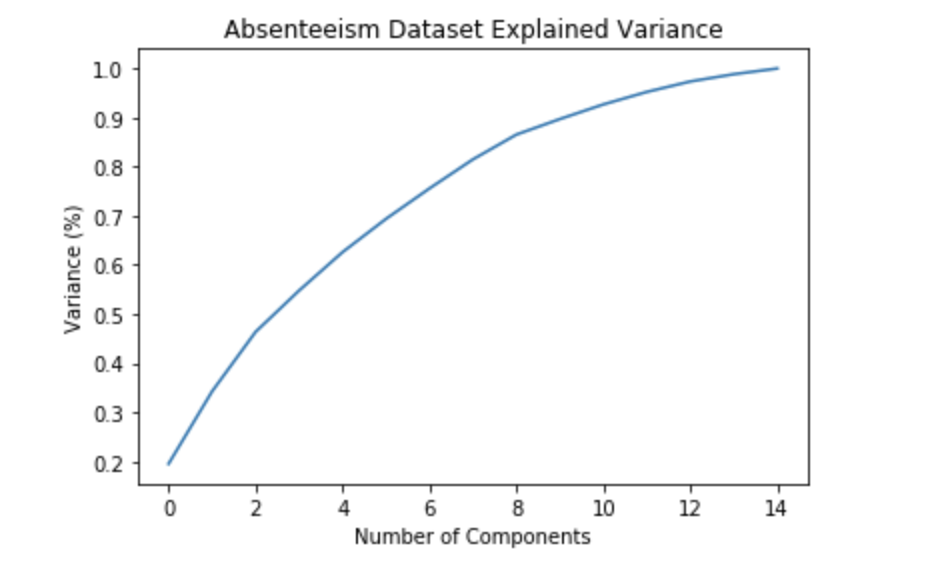 Absenteeism Dataset Explained Variance
1.0
0.9
0.8
0.7
0.6
0.5
0.4
0.3
0.2
Variance (%)
0 2 4 6 8 10 12 14
Number of Components